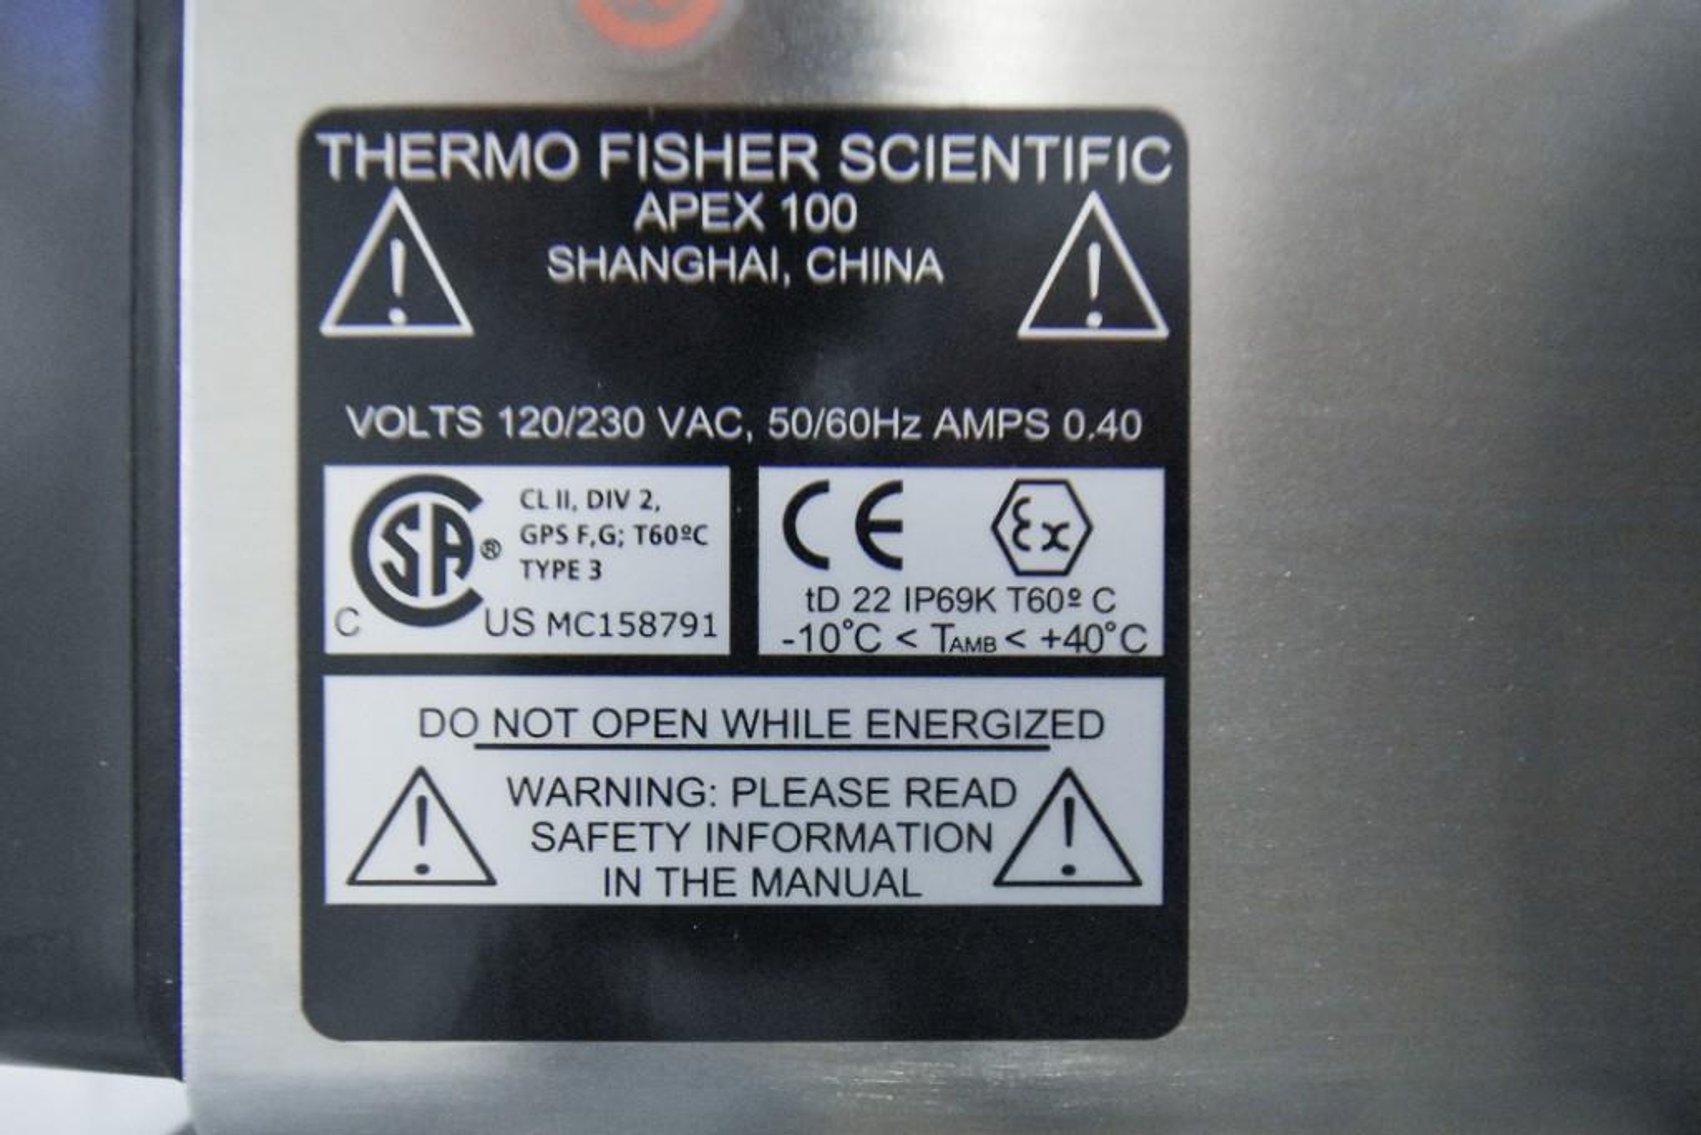 THERMO FISHER SCIENTIFIC
APEX 100
SHANGHAI, CHINA
VOLTS 120/230 VAC, 50/60Hz AMPS 0.40
CL II, DIV 2,
GPS F,G; T60ºC
TYPE 3
SA ®
C US MC158791
CE Ex
tD 22 IP69K T60º C
-10°C < TAMB < +40°C
DO NOT OPEN WHILE ENERGIZED
WARNING: PLEASE READ
SAFETY INFORMATION
IN THE MANUAL